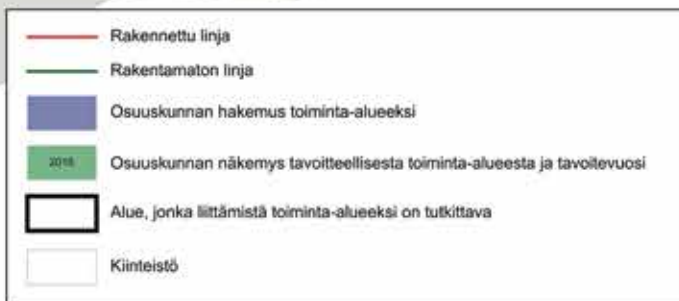 Rakennettu linja
Rakentamaton linja
Osuuskunnan hakemus toiminta-alueeksi
2015 Osuuskunnan näkemys tavoitteellisesta toiminta-alueesta ja tavoitevuosi
Alue, jonka liittämistä toiminta-alueeksi on tutkittava
Kiinteistö